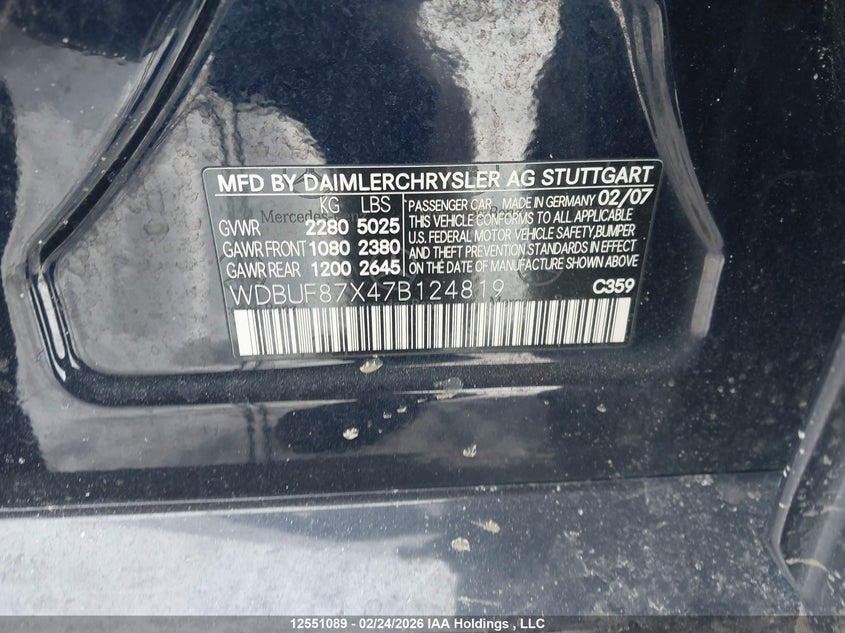 MFD BY DAIMLERCHRYSLER AG STUTTGART
KG LBS
GVWR 2280 5025
GAWR FRONT 1080 2380
GAWR REAR 1200 2645
PASSENGER CAR MADE IN GERMANY 02/07
THIS VEHICLE CONFORMS TO ALL APPLICABLE
U.S. FEDERAL MOTOR VEHICLE SAFETY, BUMPER
AND THEFT PREVENTION STANDARDS IN EFFECT
ON THE DATE OF MANUFACTURE SHOWN ABOVE
WDBUF87X47B124819 C359
12551089 - 02/24/2026 IAA Holdings, LLC